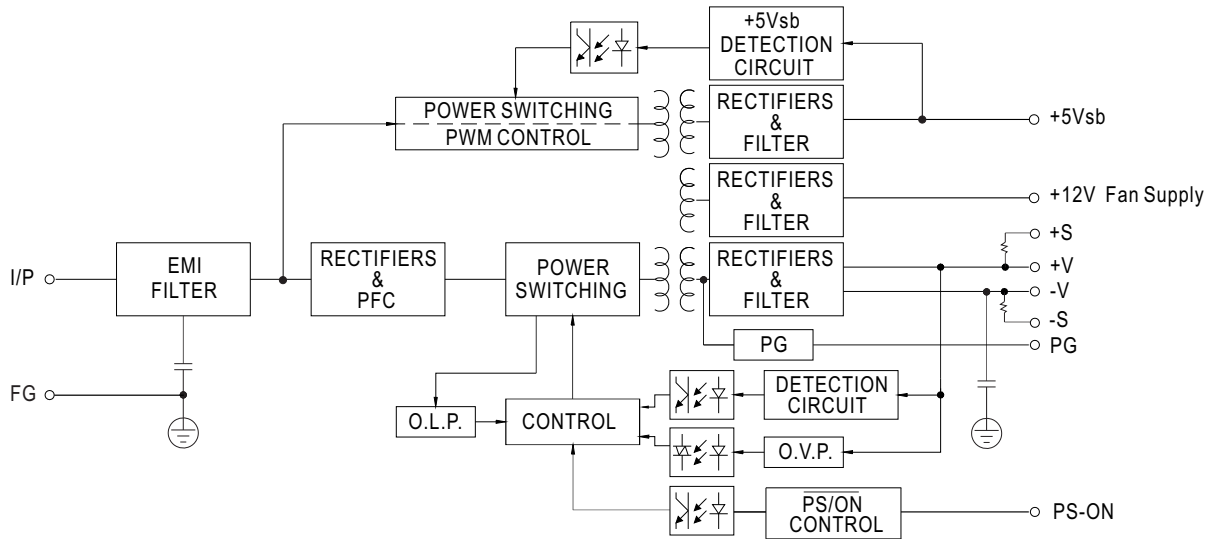 +5Vsb
DETECTION
CIRCUIT
POWER SWITCHING
PWM CONTROL
RECTIFIERS
&
FILTER
+5Vsb
RECTIFIERS
&
FILTER
+12V Fan Supply
+S
I/P
EMI
FILTER
RECTIFIERS
&
PFC
POWER
SWITCHING
RECTIFIERS
&
FILTER
+V
-V
-S
PG
PG
FG
O.L.P.
CONTROL
DETECTION
CIRCUIT
O.V.P.
PS/ON
CONTROL
PS-ON